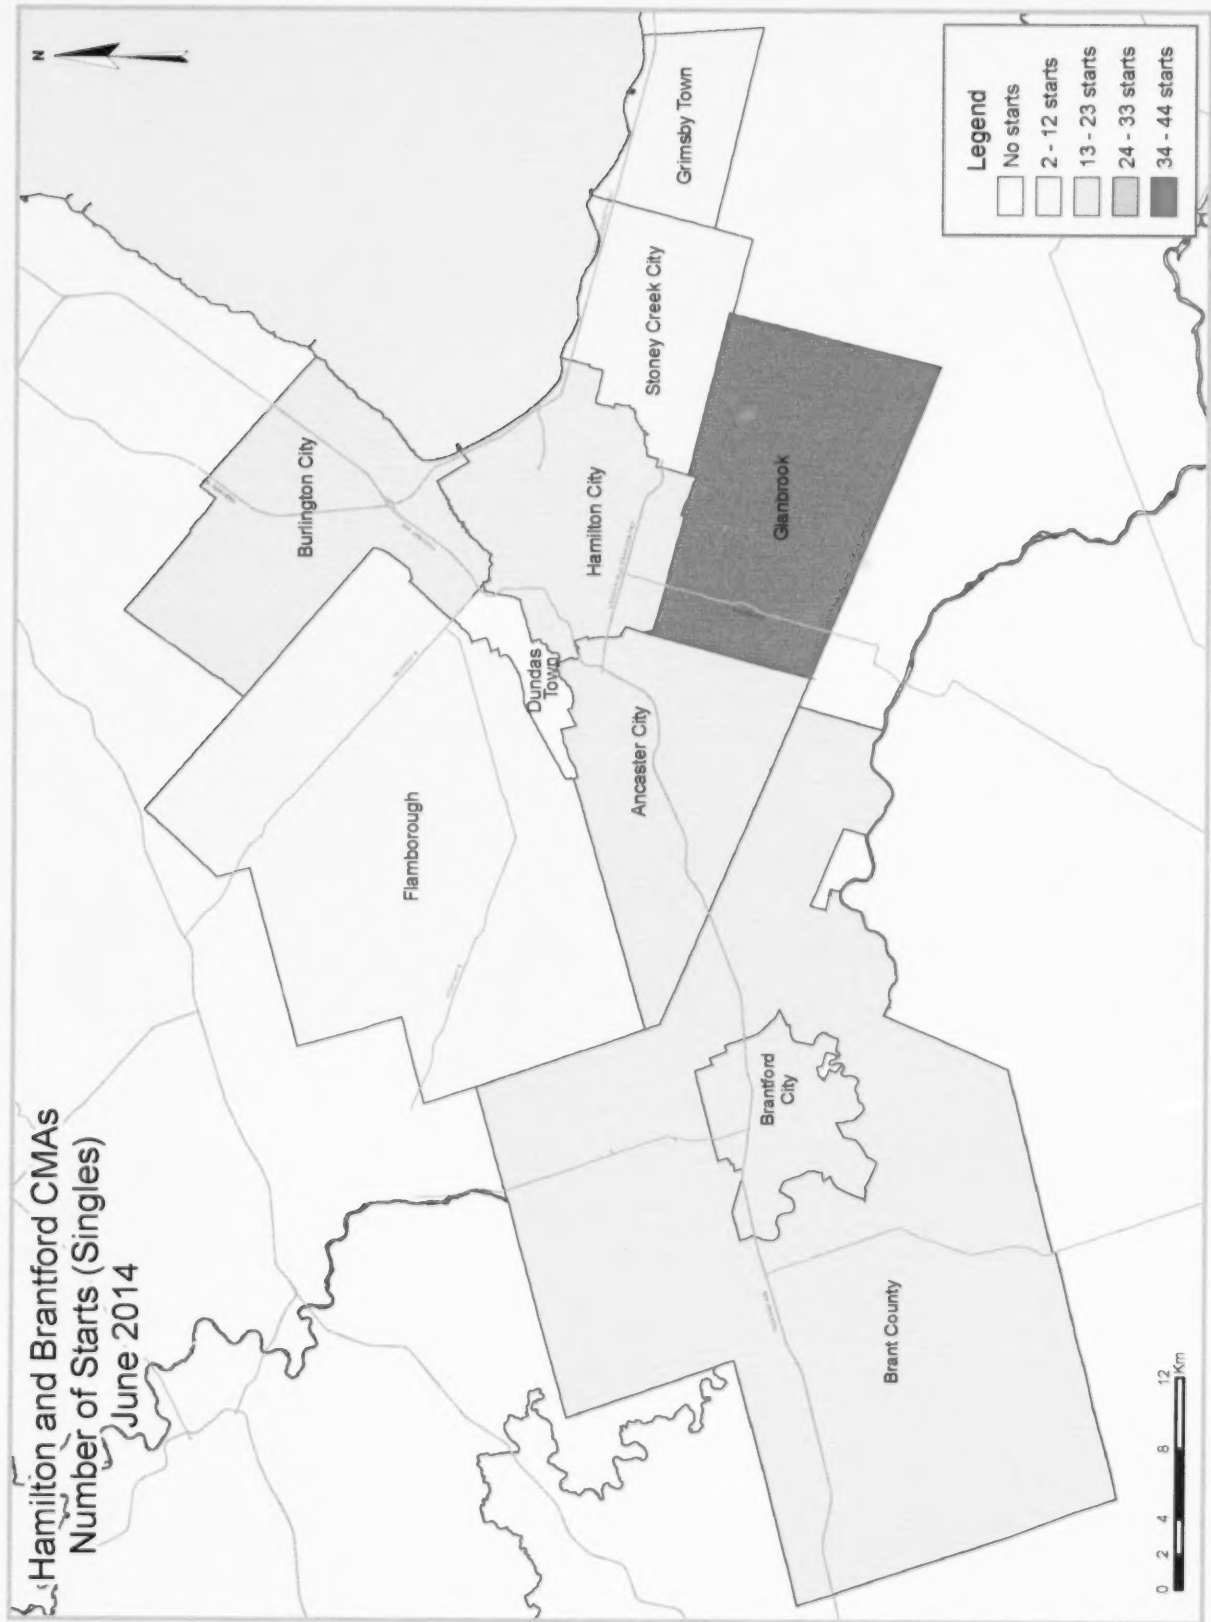 Hamilton and Brantford CMAs
Number of Starts (Singles)
June 2014
N
Burlington City
Flamborough
Dundas
Town
Hamilton City
Stoney Creek City
Grimsby Town
Ancaster City
Glanbrook
Brantford
City
Brant County
Legend
No starts
2 - 12 starts
13 - 23 starts
24 - 33 starts
34 - 44 starts
0 2 4 8 12
Km